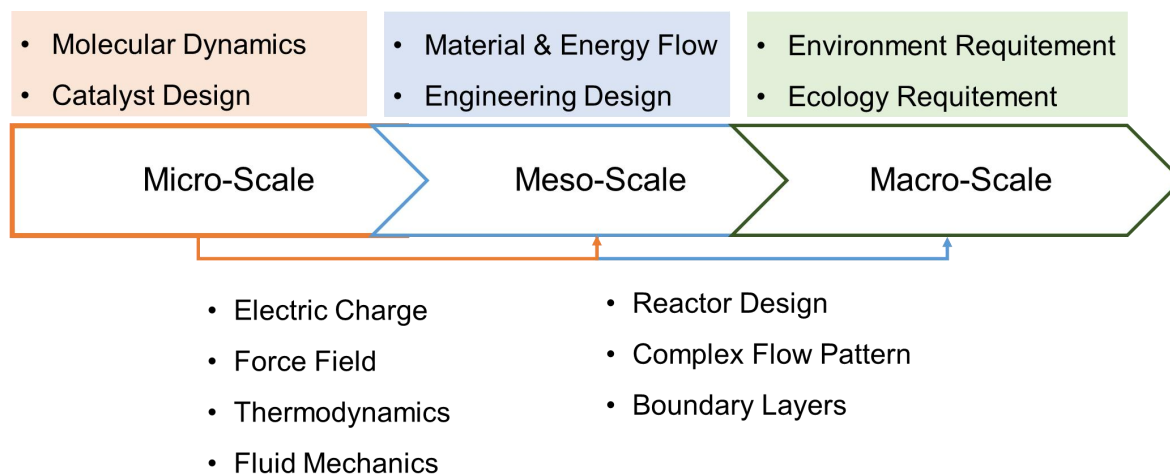 • Molecular Dynamics
• Catalyst Design
• Material & Energy Flow
• Engineering Design
• Environment Requitement
• Ecology Requitement
Micro-Scale
Meso-Scale
Macro-Scale
• Electric Charge
• Force Field
• Thermodynamics
• Fluid Mechanics
• Reactor Design
• Complex Flow Pattern
• Boundary Layers